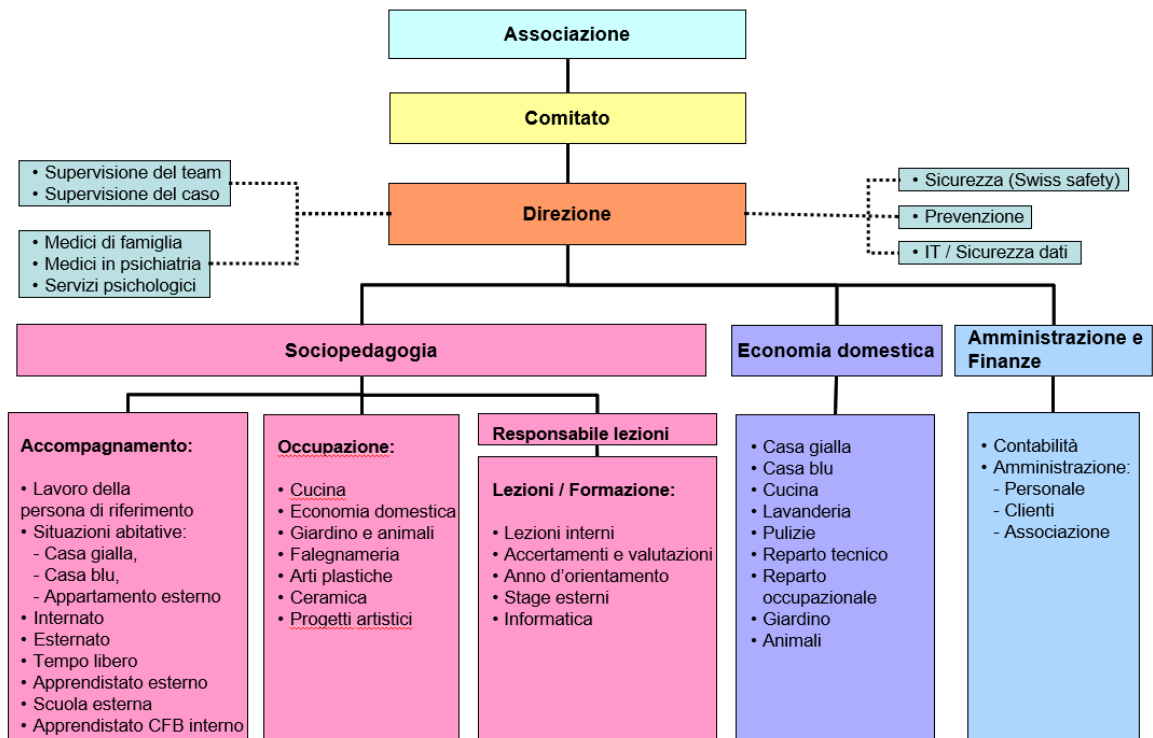 Associazione
Comitato
• Supervisione del team
• Supervisione del caso
Direzione
• Sicurezza (Swiss safety)
• Prevenzione
• IT / Sicurezza dati
• Medici di famiglia
• Medici in psichiatria
• Servizi psichologici
Sociopedagogia
Economia domestica
Amministrazione e
Finanze
Accompagnamento:
• Lavoro della
persona di riferimento
• Situazioni abitative:
- Casa gialla,
- Casa blu,
- Appartamento esterno
• Internato
• Esternato
• Tempo libero
• Apprendistato esterno
• Scuola esterna
• Apprendistato CFB interno
Occupazione:
• Cucina
• Economia domestica
• Giardino e animali
• Falegnameria
• Arti plastiche
• Ceramica
• Progetti artistici
Responsabile lezioni
Lezioni / Formazione:
• Lezioni interni
• Accertamenti e valutazioni
• Anno d'orientamento
• Stage esterni
• Informatica
• Casa gialla
• Casa blu
• Cucina
• Lavanderia
• Pulizie
• Reparto tecnico
• Reparto
occupazionale
• Giardino
• Animali
• Contabilità
• Amministrazione:
- Personale
- Clienti
- Associazione